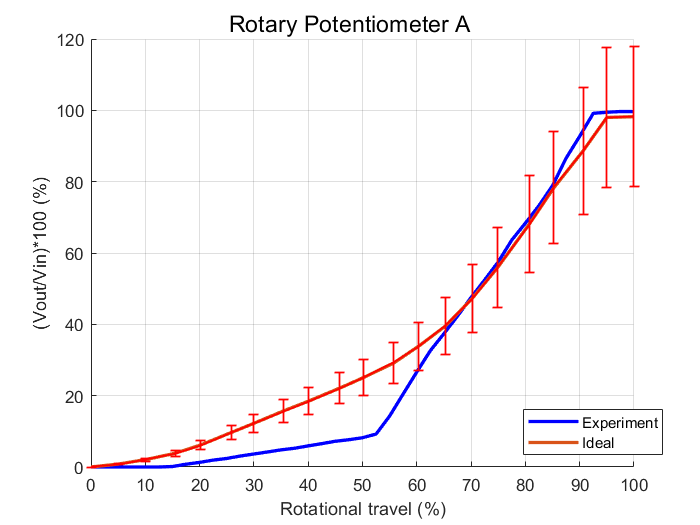 Rotary Potentiometer A
120
100
80
60
40
20
0
(Vout/Vin)*100 (%)
0 10 20 30 40 50 60 70 80 90 100
Rotational travel (%)
Experiment
Ideal